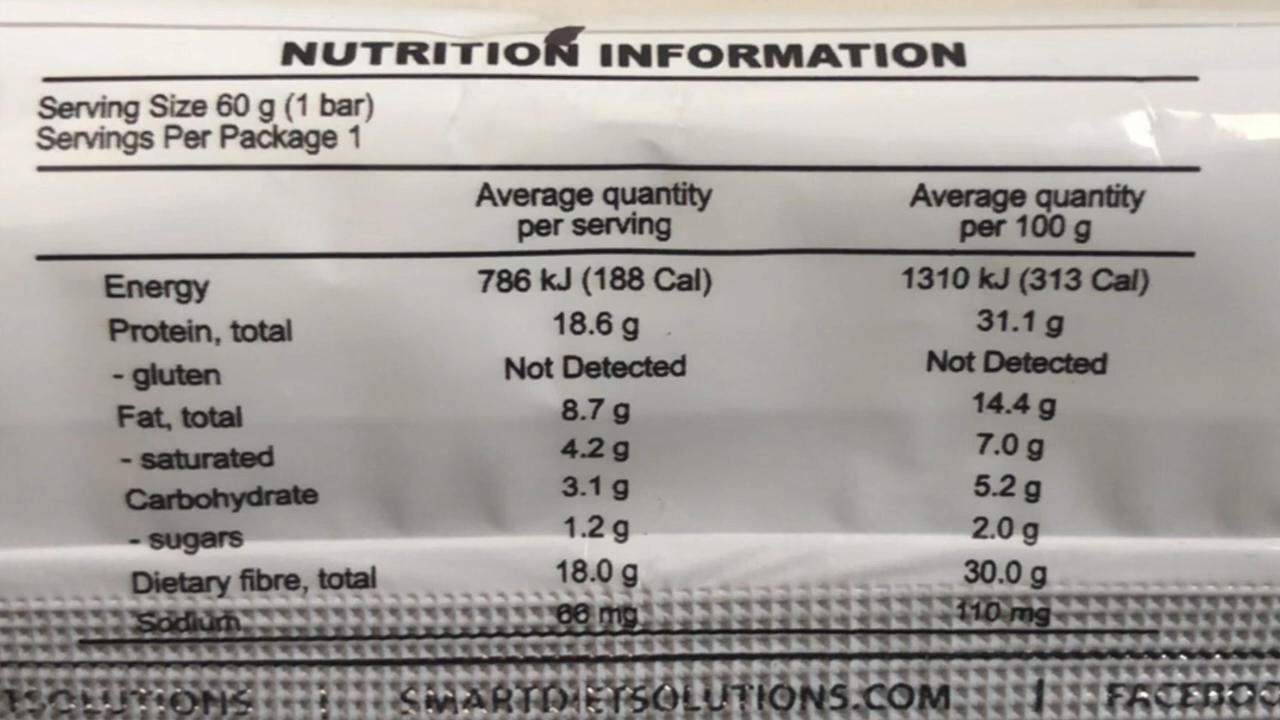 NUTRITION INFORMATION
Serving Size 60 g (1 bar)
Servings Per Package 1
Average quantity per serving Average quantity per 100 g
Energy 786 kJ (188 Cal) 1310 kJ (313 Cal)
Protein, total 18.6 g 31.1 g
- gluten Not Detected Not Detected
Fat, total 8.7 g 14.4 g
- saturated 4.2 g 7.0 g
Carbohydrate 3.1 g 5.2 g
- sugars 1.2 g 2.0 g
Dietary fibre, total 18.0 g 30.0 g
Sodium 66 mg 110 mg
SMARTDIETSOLUTIONS.COM